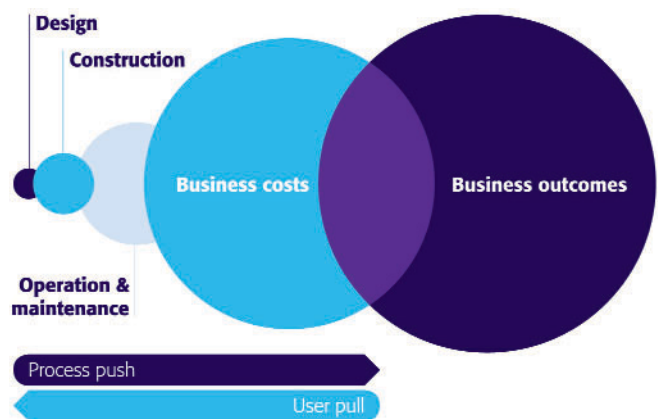 Design
Construction
Business costs
Business outcomes
Operation &
maintenance
Process push
User pull